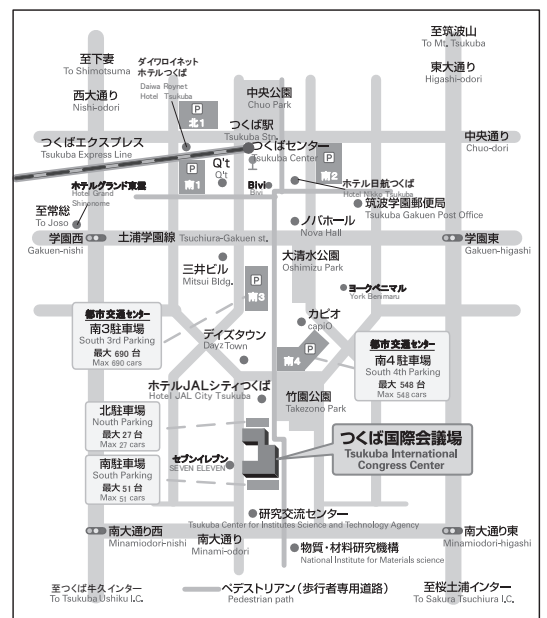 至筑波山
To Mt. Tsukuba
至下妻
To Shimotsuma
ダイワロイネット
ホテルつくば
Daiwa Roynet
Hotel Tsukuba
東大通り
Higashi-odori
西大通り
Nishi-odori
中央公園
Chuo Park
P
北1
つくば駅
Tsukuba Stn.
つくばエクスプレス
Tsukuba Express Line
つくばセンター
Tsukuba Center
中央通り
Chuo-dori
P
南1
Q't
Q't
BiVi
Bivi
P
南2
ホテル日航つくば
Hotel Nikko Tsukuba
ホテルグランド東雲
Hotel Grand
Shinonome
筑波学園郵便局
Tsukuba Gakuen Post Office
至常総
To Joso
ノバホール
Nova Hall
学園西
Gakuen-nishi
土浦学園線
Tsuchiura-Gakuen st.
学園東
Gakuen-higashi
三井ビル
Mitsui Bldg.
大清水公園
Oshimizu Park
P
南3
ヨークベニマル
York Benimaru
都市交通センター
南3駐車場
South 3rd Parking
最大 690 台
Max 690 cars
カピオ
capiO
デイズタウン
Dayz Town
P
南4
都市交通センター
南4駐車場
South 4th Parking
最大 548 台
Max 548 cars
ホテルJALシティつくば
Hotel JAL City Tsukuba
竹園公園
Takezono Park
北駐車場
Nouth Parking
最大 27 台
Max 27 cars
つくば国際会議場
Tsukuba International
Congress Center
南駐車場
South Parking
最大 51 台
Max 51 cars
セブンイレブン
SEVEN ELEVEN
研究交流センター
Tsukuba Center for Institutes Science and Technology Agency
南大通り西
Minamiodori-nishi
南大通り
Minami-odori
南大通り東
Minamiodori-higashi
物質・材料研究機構
National Institute for Materials science
至つくば牛久インター
To Tsukuba Ushiku I.C.
ペデストリアン(歩行者専用道路)
Pedestrian path
至桜土浦インター
To Sakura Tsuchiura I.C.